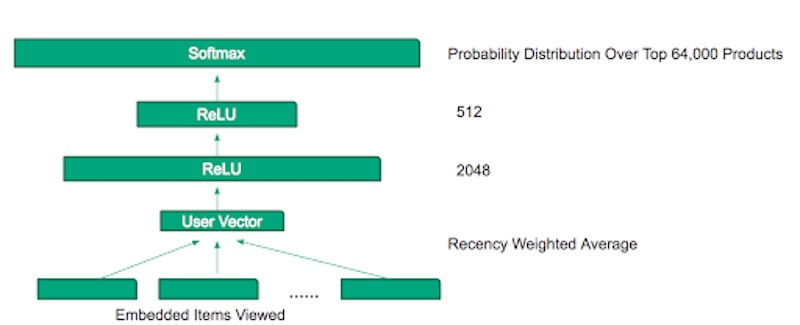 Softmax
Probability Distribution Over Top 64,000 Products
ReLU
512
ReLU
2048
User Vector
Recency Weighted Average
......
Embedded Items Viewed